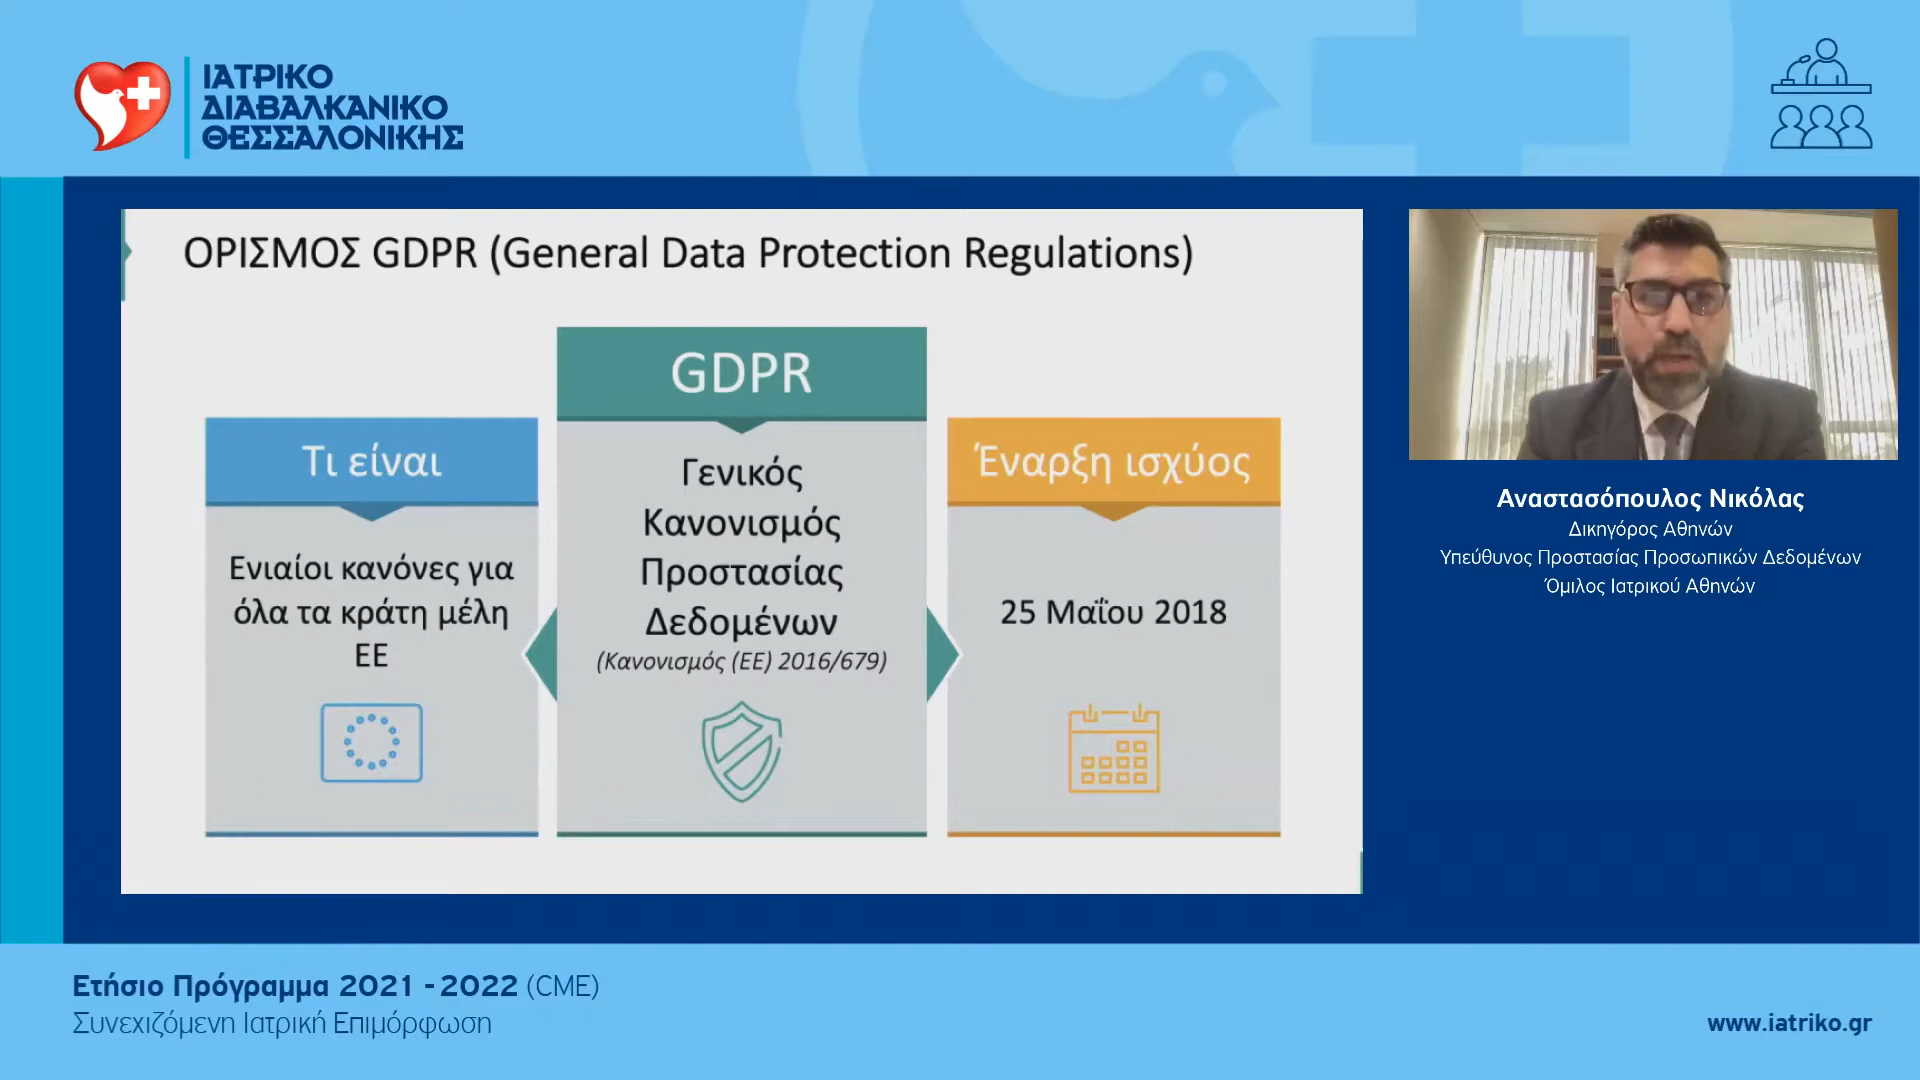 ΙΑΤΡΙΚΟ
ΔΙΑΒΑΛΚΑΝΙΚΟ
ΘΕΣΣΑΛΟΝΙΚΗΣ
ΟΡΙΣΜΟΣ GDPR (General Data Protection Regulations)
GDPR
Γενικός
Κανονισμός
Προστασίας
Δεδομένων
(Κανονισμός (ΕΕ) 2016/679)
Τι είναι
Ενιαίοι κανόνες για
όλα τα κράτη μέλη
ΕΕ
Έναρξη ισχύος
25 Μαΐου 2018
Αναστασόπουλος Νικόλας
Δικηγόρος Αθηνών
Υπεύθυνος Προστασίας Προσωπικών Δεδομένων
Όμιλος Ιατρικού Αθηνών
Ετήσιο Πρόγραμμα 2021 - 2022 (CME)
Συνεχιζόμενη Ιατρική Επιμόρφωση
www.iatriko.gr